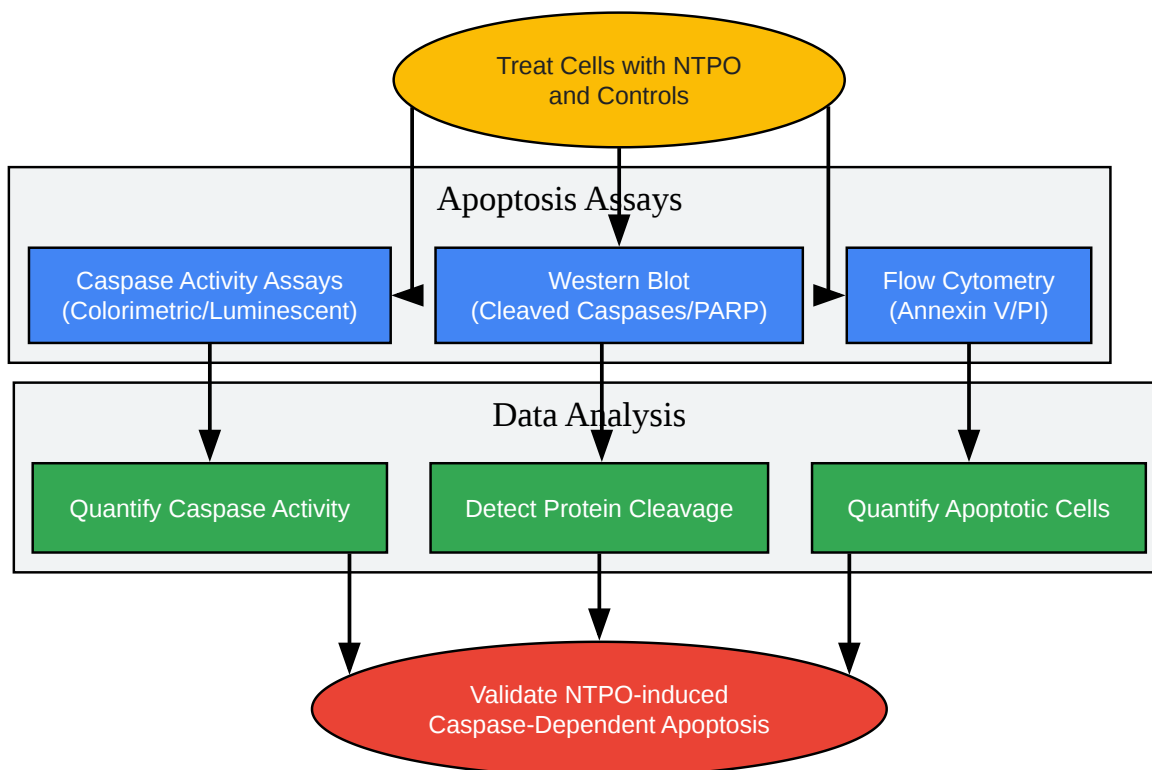 Treat Cells with NTPO
and Controls
Apoptosis Assays
Caspase Activity Assays
(Colorimetric/Luminescent)
Western Blot
(Cleaved Caspases/PARP)
Flow Cytometry
(Annexin V/PI)
Data Analysis
Quantify Caspase Activity
Detect Protein Cleavage
Quantify Apoptotic Cells
Validate NTPO-induced
Caspase-Dependent Apoptosis